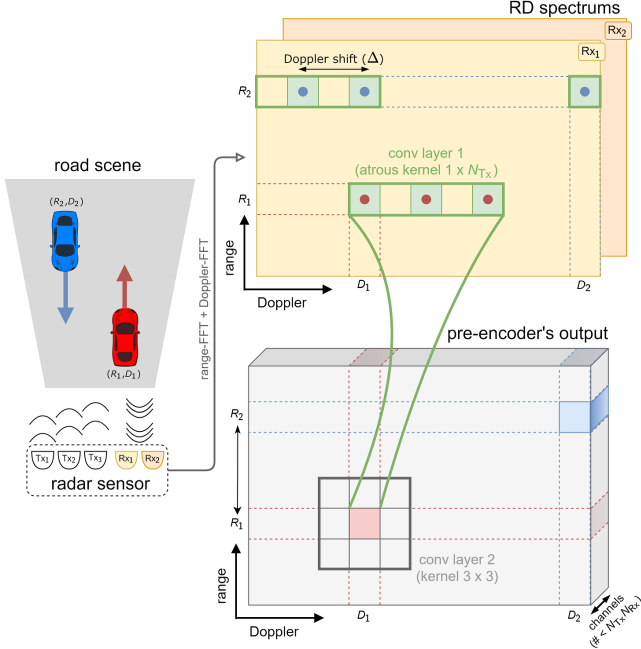 RD spectrums
Rx2
Rx1
Doppler shift (Δ)
R2
conv layer 1
(atrous kernel 1 x NTx)
R1
range
Doppler
D1
D2
road scene
(R2,D2)
(R1,D1)
range-FFT + Doppler-FFT
Tx1
Tx2
Tx3
Rx1
Rx2
radar sensor
pre-encoder's output
R2
R1
conv layer 2
(kernel 3 x 3)
range
Doppler
D1
D2
channels
(# < NTxNRx)